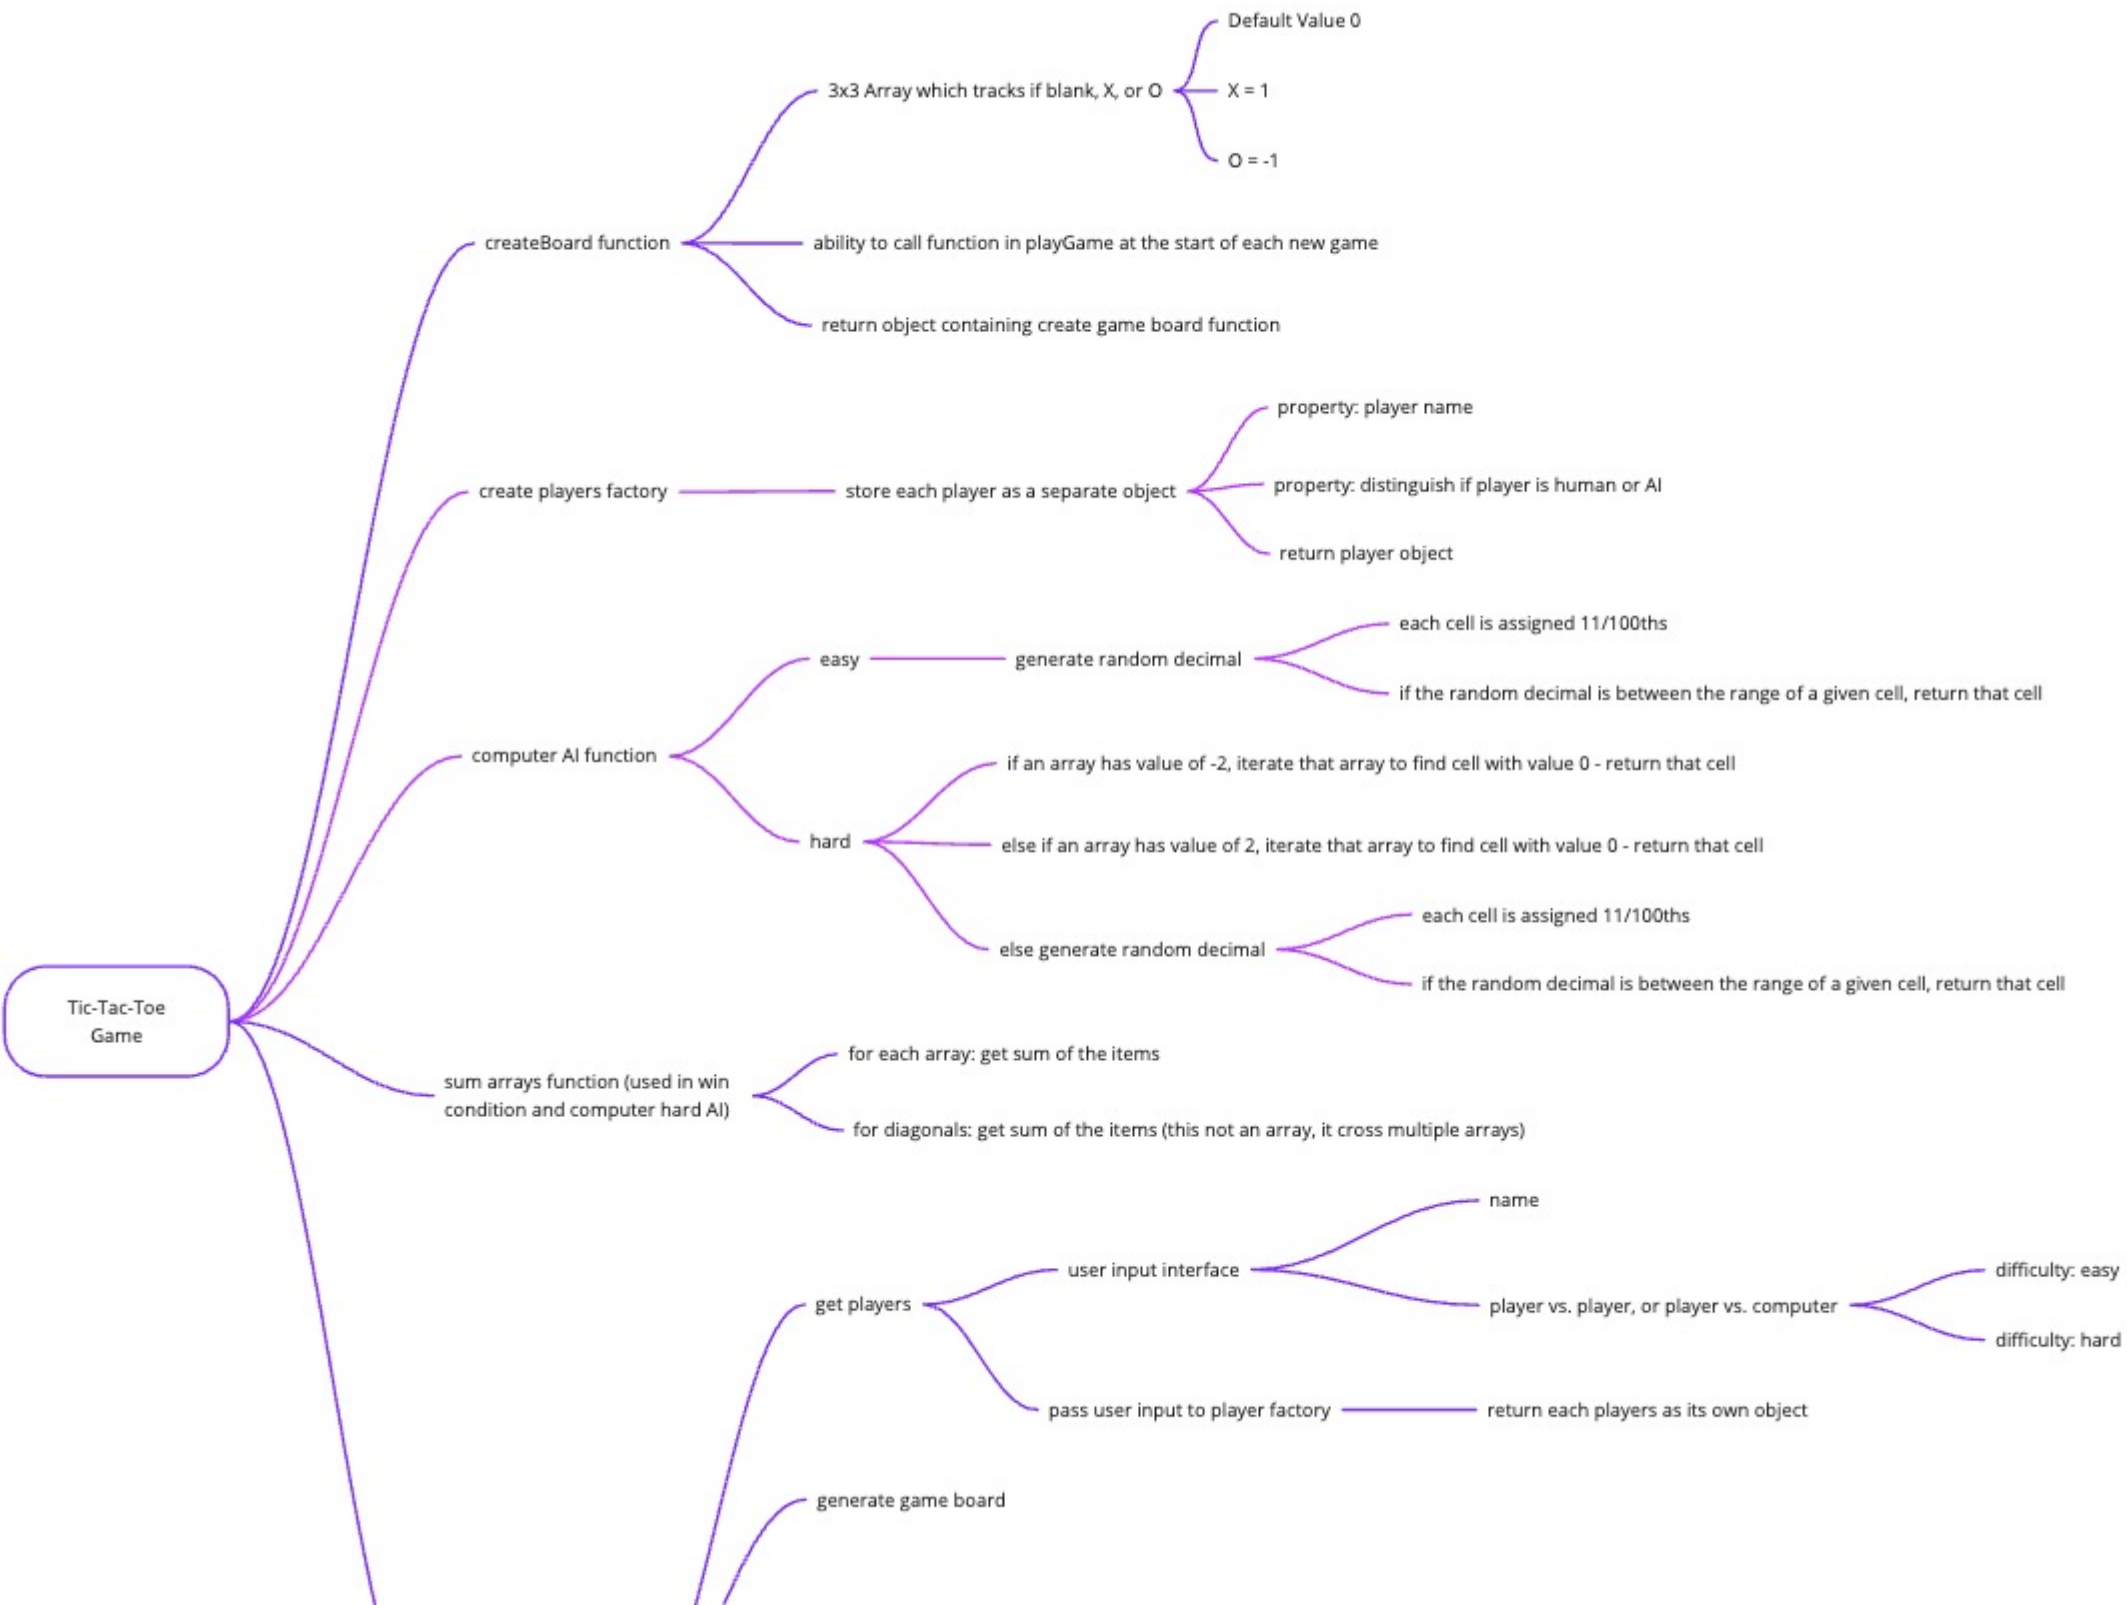 Default Value 0
3x3 Array which tracks if blank, X, or O
X = 1
O = -1
createBoard function
ability to call function in playGame at the start of each new game
return object containing create game board function
property: player name
create players factory
store each player as a separate object
property: distinguish if player is human or AI
return player object
each cell is assigned 11/100ths
easy
generate random decimal
if the random decimal is between the range of a given cell, return that cell
computer AI function
if an array has value of -2, iterate that array to find cell with value 0 - return that cell
hard
else if an array has value of 2, iterate that array to find cell with value 0 - return that cell
each cell is assigned 11/100ths
else generate random decimal
if the random decimal is between the range of a given cell, return that cell
Tic-Tac-Toe
Game
for each array: get sum of the items
sum arrays function (used in win
condition and computer hard AI)
for diagonals: get sum of the items (this not an array, it cross multiple arrays)
name
user input interface
difficulty: easy
get players
player vs. player, or player vs. computer
difficulty: hard
pass user input to player factory
return each players as its own object
generate game board